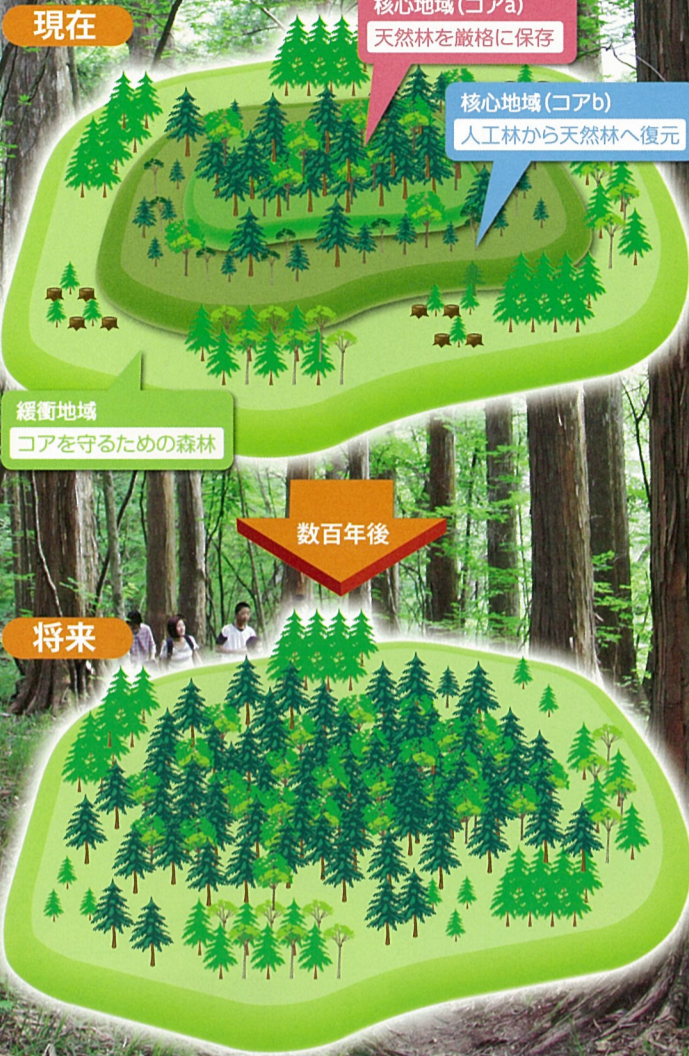 現在
核心地域(コアa)
天然林を厳格に保存
核心地域(コアb)
人工林から天然林へ復元
緩衝地域
コアを守るための森林
数百年後
将来